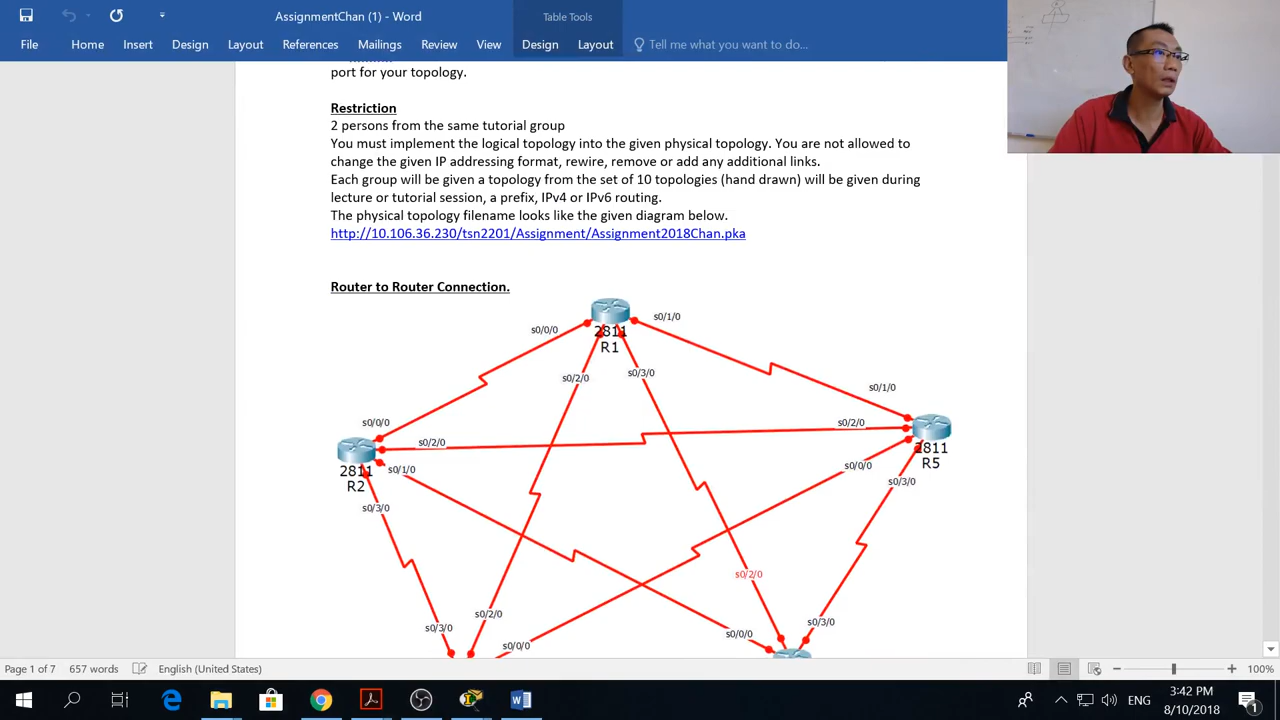 AssignmentChan (1) - Word
Table Tools
File Home Insert Design Layout References Mailings Review View Design Layout Tell me what you want to do...
port for your topology.
Restriction
2 persons from the same tutorial group
You must implement the logical topology into the given physical topology. You are not allowed to
change the given IP addressing format, rewire, remove or add any additional links.
Each group will be given a topology from the set of 10 topologies (hand drawn) will be given during
lecture or tutorial session, a prefix, IPv4 or IPv6 routing.
The physical topology filename looks like the given diagram below.
http://10.106.36.230/tsn2201/Assignment/Assignment2018Chan.pka
Router to Router Connection.
s0/0/0
s0/1/0
2811
R1
s0/2/0
s0/3/0
s0/1/0
s0/0/0
s0/2/0
s0/2/0
2811
R5
s0/0/0
s0/1/0
2811
R2
s0/3/0
s0/3/0
s0/2/0
s0/2/0
s0/3/0
s0/3/0
s0/0/0
s0/0/0
Page 1 of 7 657 words English (United States) 100%
ENG
3:42 PM
8/10/2018
1